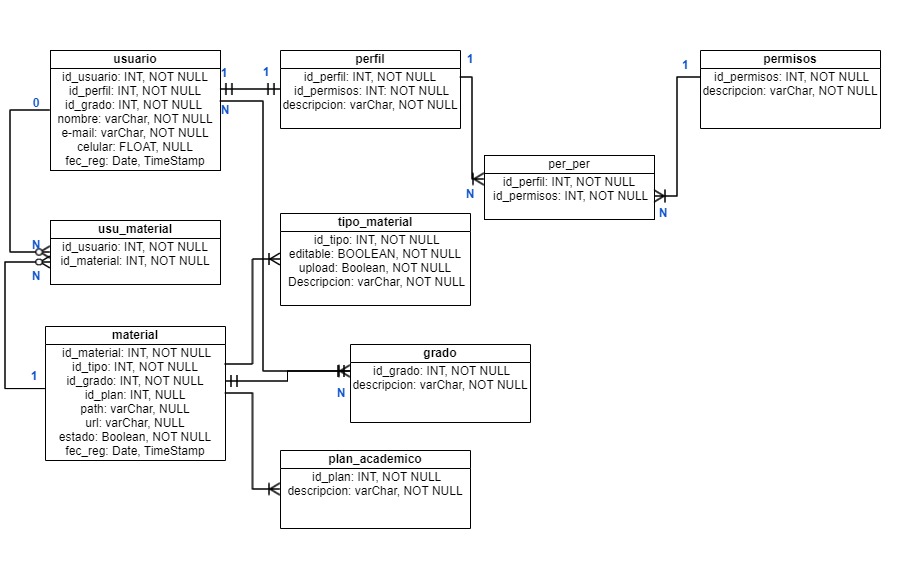 usuario
id_usuario: INT, NOT NULL
id_perfil: INT, NOT NULL
id_grado: INT, NOT NULL
nombre: varChar, NOT NULL
e-mail: varChar, NOT NULL
celular: FLOAT, NULL
fec_reg: Date, TimeStamp
1
1
N
0
perfil
id_perfil: INT, NOT NULL
id_permisos: INT: NOT NULL
descripcion: varChar, NOT NULL
1
1
permisos
id_permisos: INT, NOT NULL
descripcion: varChar, NOT NULL
per_per
id_perfil: INT, NOT NULL
id_permisos: INT, NOT NULL
N
N
usu_material
id_usuario: INT, NOT NULL
id_material: INT, NOT NULL
N
N
tipo_material
id_tipo: INT, NOT NULL
editable: BOOLEAN, NOT NULL
upload: Boolean, NOT NULL
Descripcion: varChar, NOT NULL
material
id_material: INT, NOT NULL
id_tipo: INT, NOT NULL
id_grado: INT, NOT NULL
id_plan: INT, NULL
path: varChar, NULL
url: varChar, NULL
estado: Boolean, NOT NULL
fec_reg: Date, TimeStamp
1
grado
id_grado: INT, NOT NULL
descripcion: varChar, NOT NULL
N
plan_academico
id_plan: INT, NOT NULL
descripcion: varChar, NOT NULL